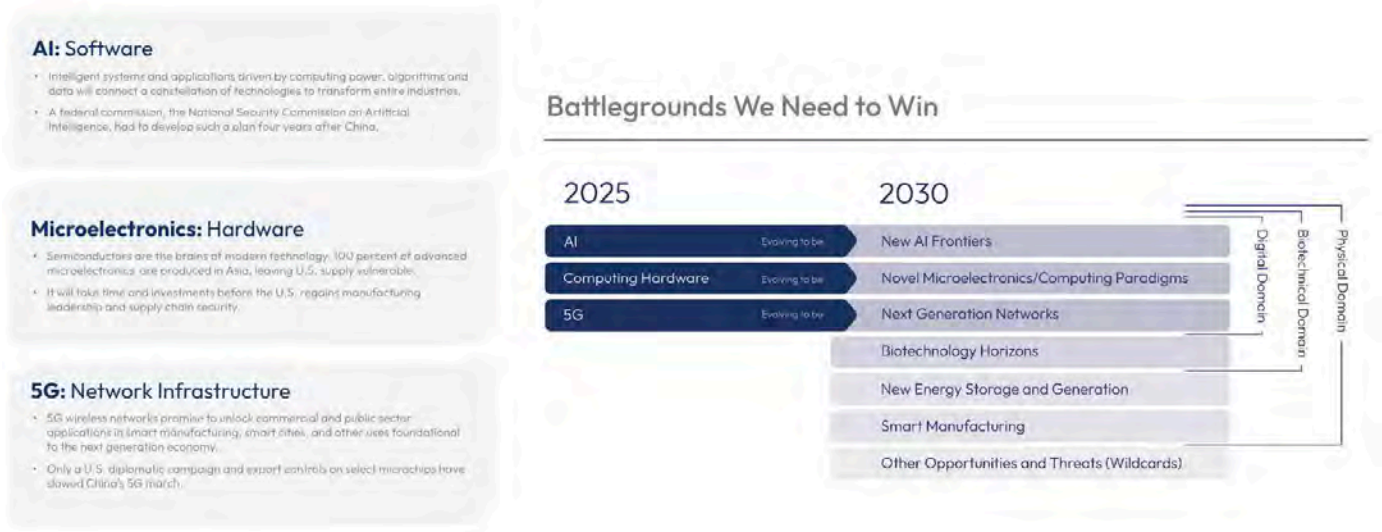 AI: Software
• Intelligent systems and applications driven by computing power, algorithms and
data will connect a constellation of technologies to transform entire industries.
• A federal commission, the National Security Commission on Artificial
Intelligence, had to develop such a plan four years after China.
Microelectronics: Hardware
• Semiconductors are the brains of modern technology. 100 percent of advanced
microelectronics are produced in Asia, leaving U.S. supply vulnerable.
• It will take time and investments before the U.S. regains manufacturing
leadership and supply chain security.
5G: Network Infrastructure
• 5G wireless networks promise to unlock commercial and public sector
applications in smart manufacturing, smart cities, and other uses foundational
to the next generation economy.
• Only a U.S. diplomatic campaign and export controls on select microchips have
slowed China's 5G march.
Battlegrounds We Need to Win
2025
2030
AI Evolving to be New AI Frontiers
Computing Hardware Evolving to be Novel Microelectronics/Computing Paradigms
5G Evolving to be Next Generation Networks
Biotechnology Horizons
New Energy Storage and Generation
Smart Manufacturing
Other Opportunities and Threats (Wildcards)
Digital Domain
Biotechnical Domain
Physical Domain